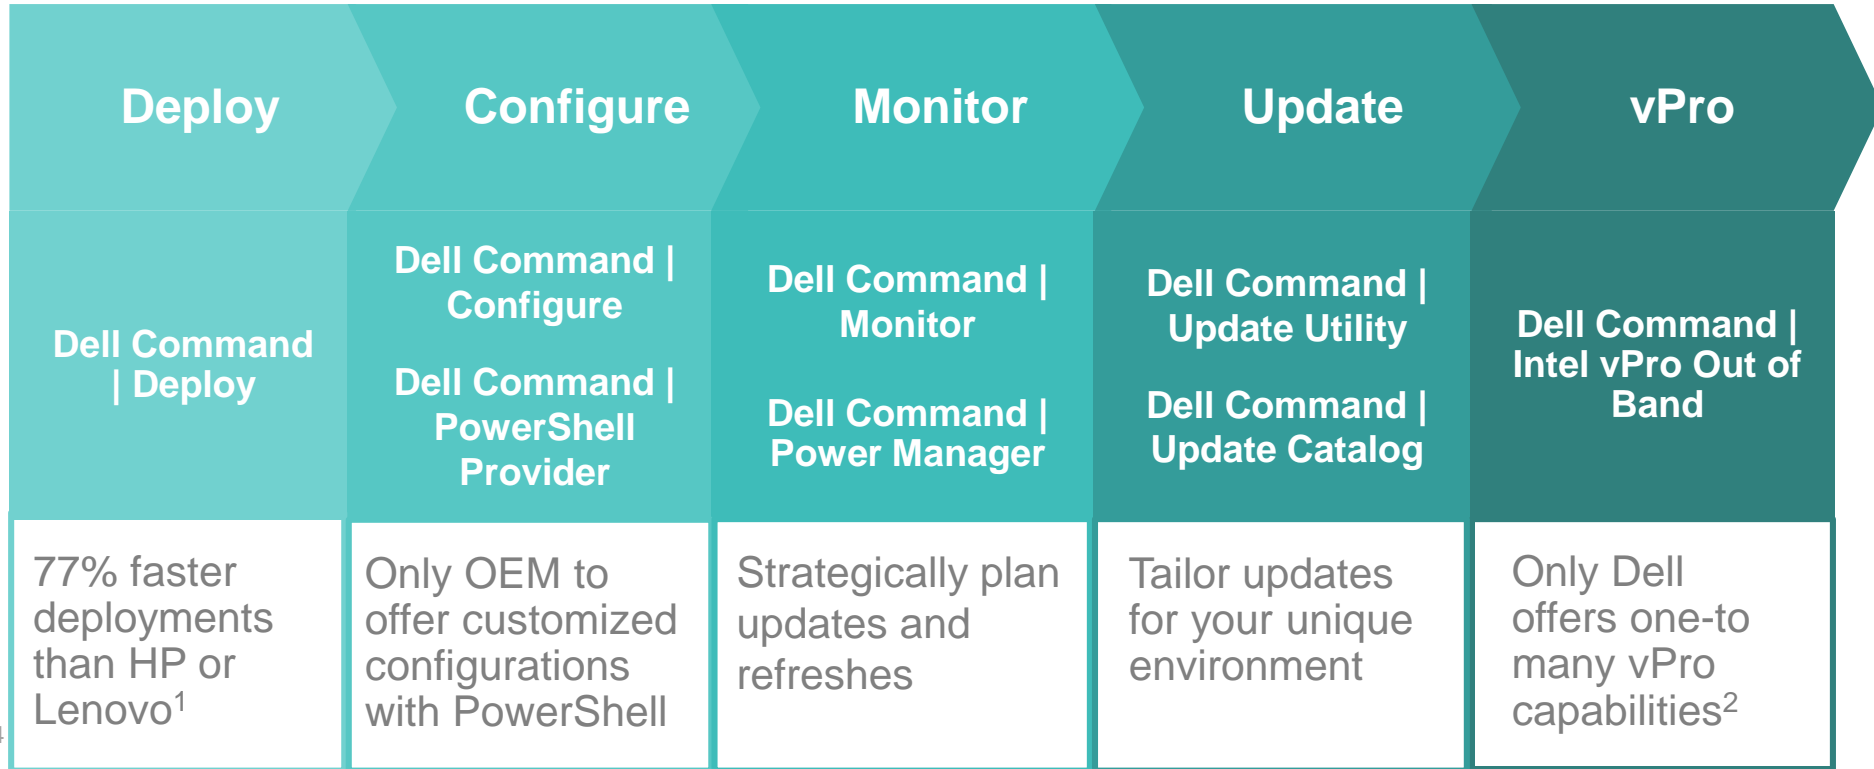 Deploy
Configure
Monitor
Update
vPro
Dell Command
| Deploy
Dell Command |
Configure
Dell Command |
PowerShell
Provider
Dell Command |
Monitor
Dell Command |
Power Manager
Dell Command |
Update Utility
Dell Command |
Update Catalog
Dell Command |
Intel vPro Out of
Band
77% faster
deployments
than HP or
Lenovo¹
Only OEM to
offer customized
configurations
with PowerShell
Strategically plan
updates and
refreshes
Tailor updates
for your unique
environment
Only Dell
offers one-to
many vPro
capabilities²